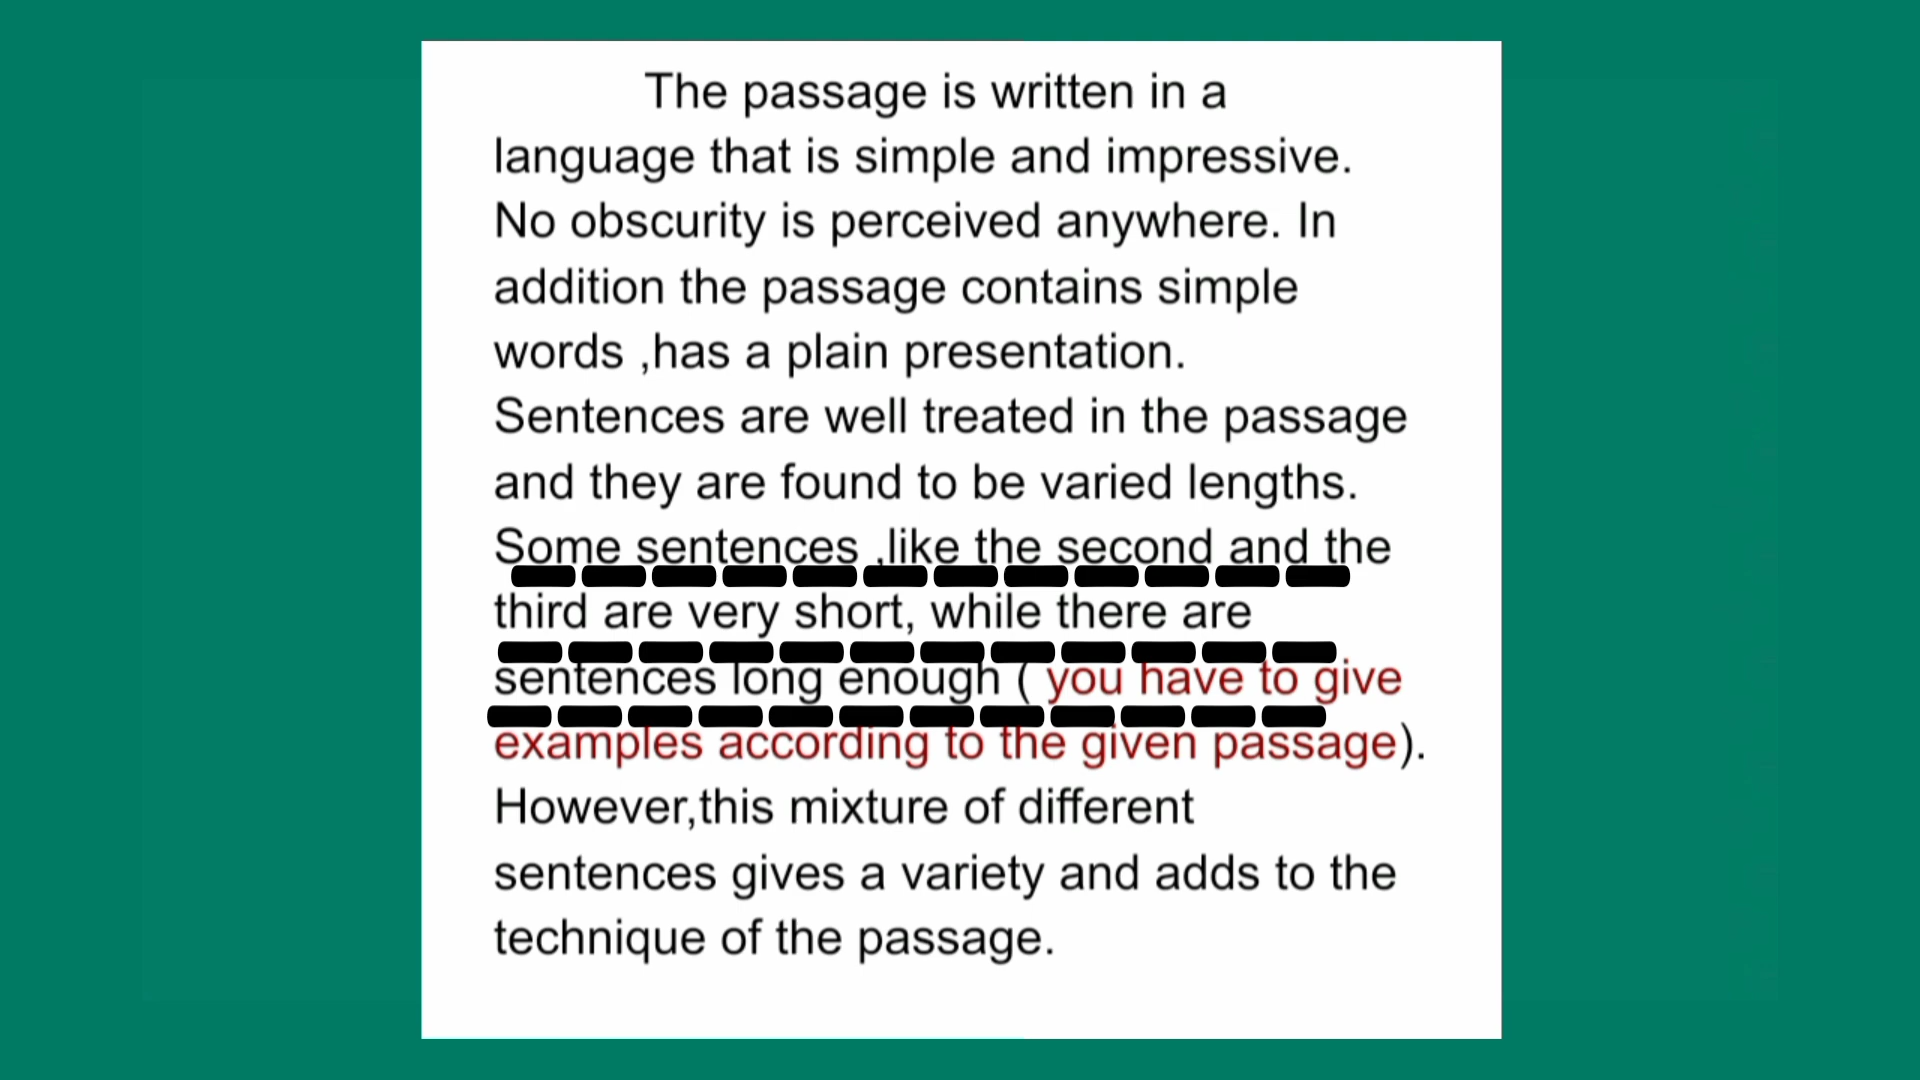 The passage is written in a
language that is simple and impressive.
No obscurity is perceived anywhere. In
addition the passage contains simple
words ,has a plain presentation.
Sentences are well treated in the passage
and they are found to be varied lengths.
Some sentences ,like the second and the
third are very short, while there are
sentences long enough ( you have to give
examples according to the given passage).
However,this mixture of different
sentences gives a variety and adds to the
technique of the passage.